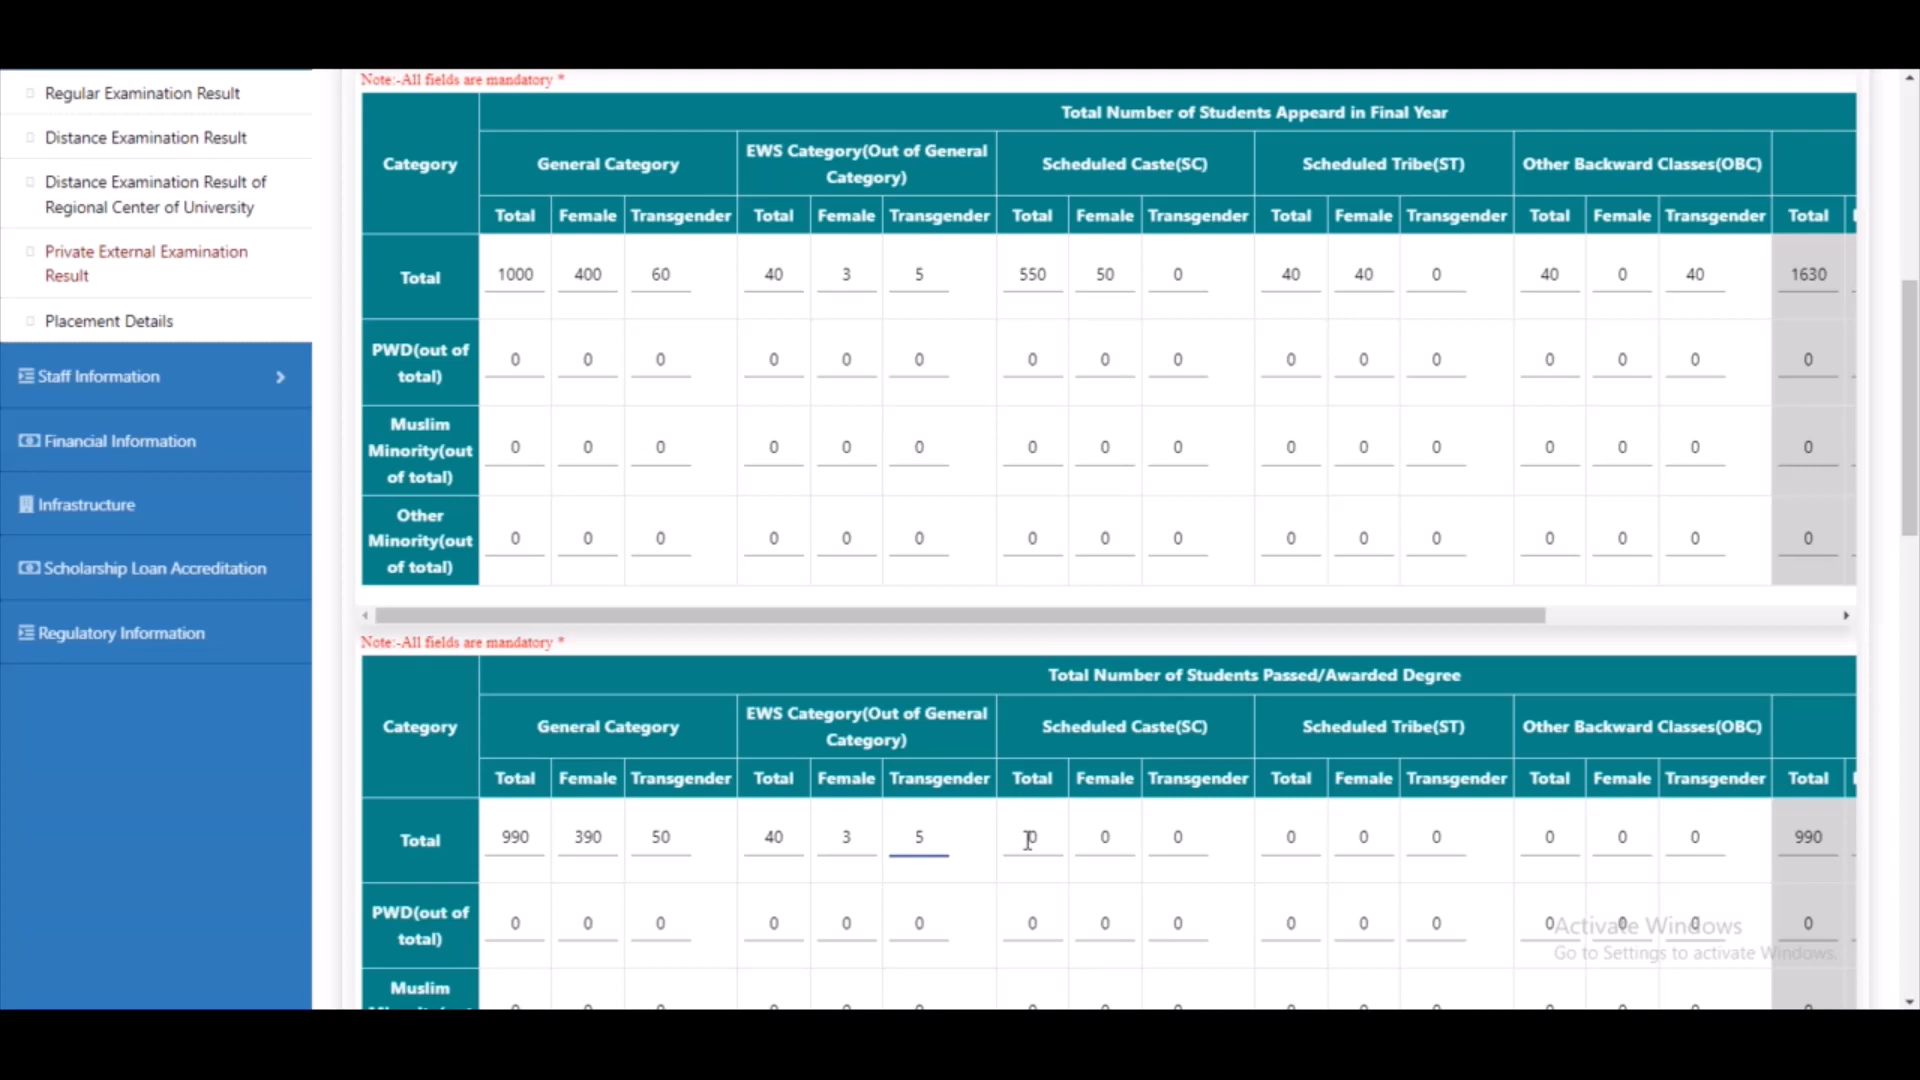 Regular Examination Result
Distance Examination Result
Distance Examination Result of
Regional Center of University
Private External Examination
Result
Placement Details
Staff Information
Financial Information
Infrastructure
Scholarship Loan Accreditation
Regulatory Information
Note:-All fields are mandatory *
Total Number of Students Appeard in Final Year
Category General Category EWS Category(Out of General Category) Scheduled Caste(SC) Scheduled Tribe(ST) Other Backward Classes(OBC)
Total Female Transgender Total Female Transgender Total Female Transgender Total Female Transgender Total Female Transgender Total
Total 1000 400 60 40 3 5 550 50 0 40 40 0 40 0 40 1630
PWD(out of total) 0 0 0 0 0 0 0 0 0 0 0 0 0 0 0 0
Muslim Minority(out of total) 0 0 0 0 0 0 0 0 0 0 0 0 0 0 0 0
Other Minority(out of total) 0 0 0 0 0 0 0 0 0 0 0 0 0 0 0 0
Note:-All fields are mandatory *
Total Number of Students Passed/Awarded Degree
Category General Category EWS Category(Out of General Category) Scheduled Caste(SC) Scheduled Tribe(ST) Other Backward Classes(OBC)
Total Female Transgender Total Female Transgender Total Female Transgender Total Female Transgender Total Female Transgender Total
Total 990 390 50 40 3 5 0 0 0 0 0 0 0 0 0 990
PWD(out of total) 0 0 0 0 0 0 0 0 0 0 0 0 0 0 0 0
Activate Windows
Go to Settings to activate Windows.
Muslim